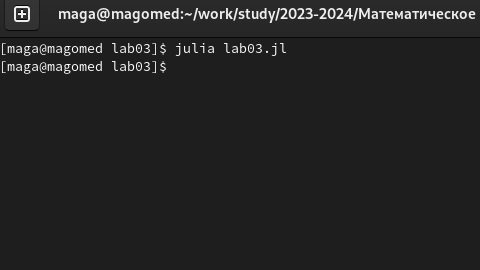 maga@magomed:~/work/study/2023-2024/Математическое
[maga@magomed lab03]$ julia lab03.jl
[maga@magomed lab03]$